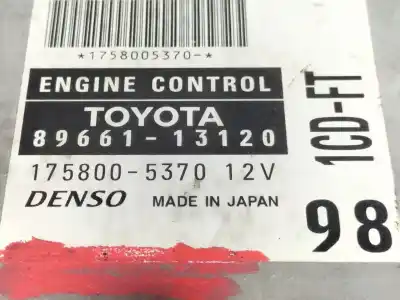 *1758005370-*
ENGINE CONTROL
TOYOTA
89661-13120
175800-5370 12V
DENSO MADE IN JAPAN
1CD-FT
98